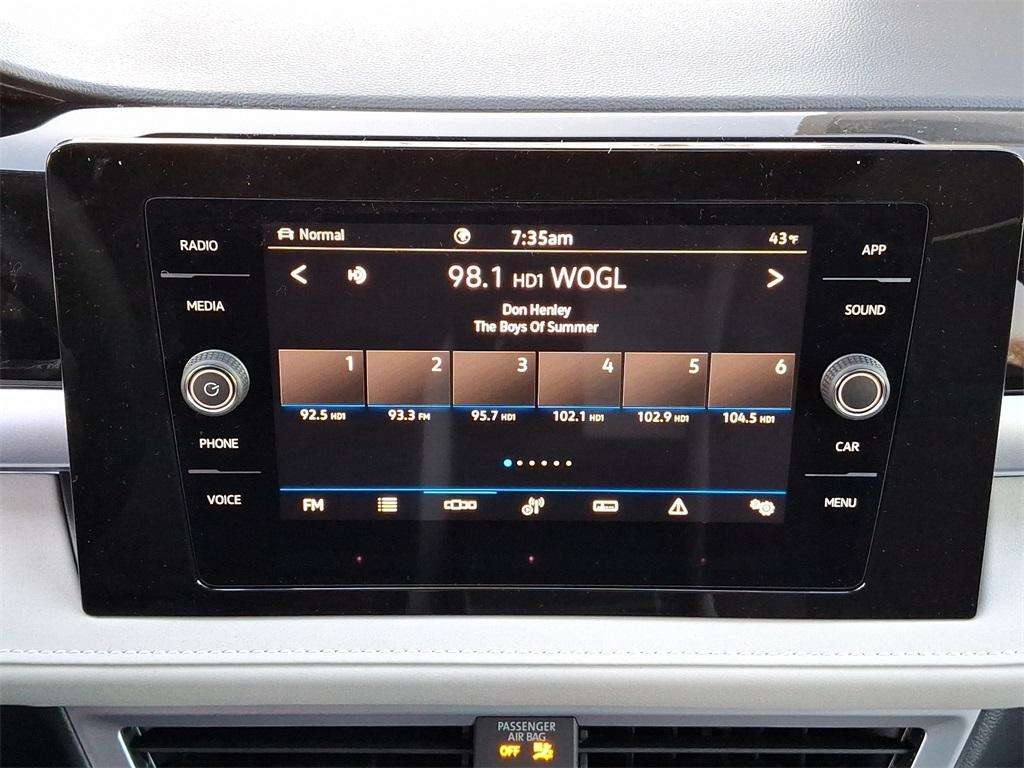 RADIO
MEDIA
PHONE
VOICE
Normal
7:35am
43°F
<
HD
98.1 HD1 WOGL
>
Don Henley
The Boys Of Summer
1 2 3 4 5 6
92.5 HD1 93.3 FM 95.7 HD1 102.1 HD1 102.9 HD1 104.5 HD1
FM
APP
SOUND
CAR
MENU
PASSENGER
AIR BAG
OFF